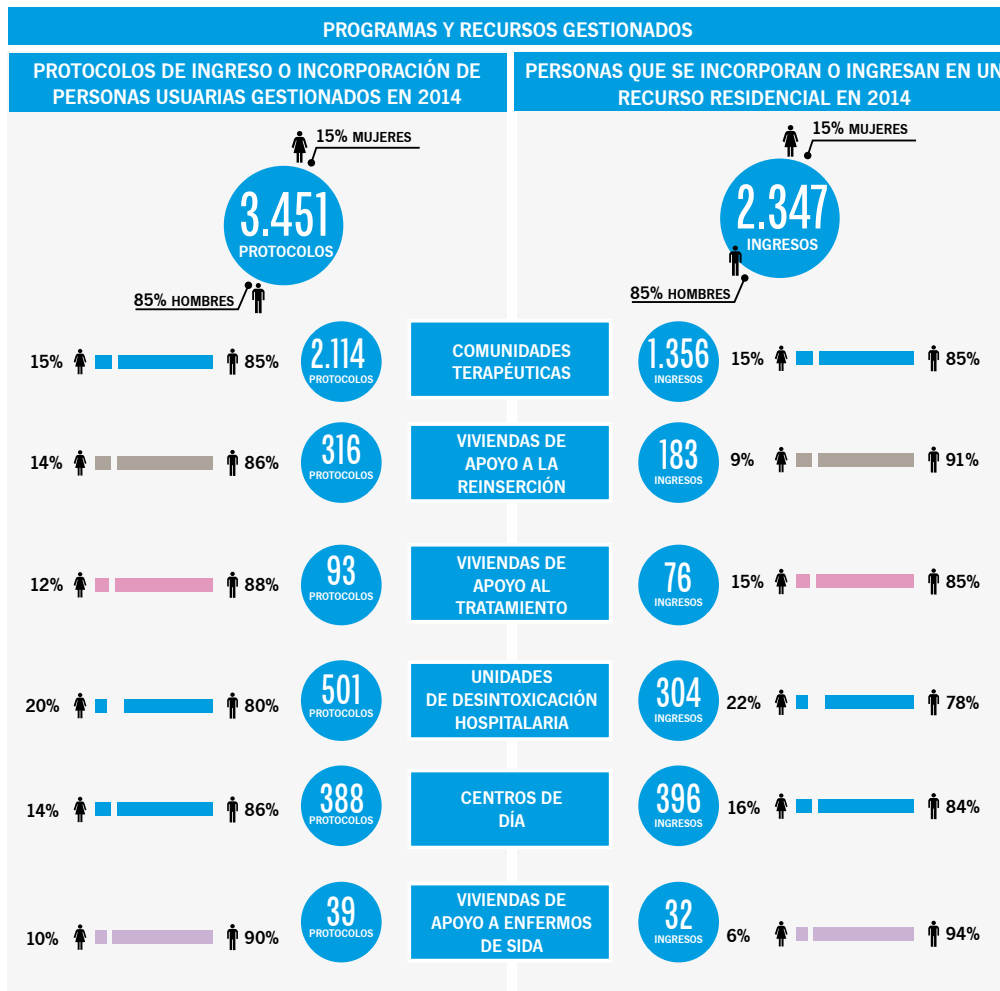 PROGRAMAS Y RECURSOS GESTIONADOS
PROTOCOLOS DE INGRESO O INCORPORACIÓN DE
PERSONAS USUARIAS GESTIONADOS EN 2014
PERSONAS QUE SE INCORPORAN O INGRESAN EN UN
RECURSO RESIDENCIAL EN 2014
15% MUJERES
3.451
PROTOCOLOS
85% HOMBRES
15% MUJERES
2.347
INGRESOS
85% HOMBRES
15%
85%
2.114
PROTOCOLOS
COMUNIDADES
TERAPÉUTICAS
1.356
INGRESOS
15%
85%
14%
86%
316
PROTOCOLOS
VIVIENDAS DE
APOYO A LA
REINSERCIÓN
183
INGRESOS
9%
91%
12%
88%
93
PROTOCOLOS
VIVIENDAS DE
APOYO AL
TRATAMIENTO
76
INGRESOS
15%
85%
20%
80%
501
PROTOCOLOS
UNIDADES
DE DESINTOXICACIÓN
HOSPITALARIA
304
INGRESOS
22%
78%
14%
86%
388
PROTOCOLOS
CENTROS DE
DÍA
396
INGRESOS
16%
84%
10%
90%
39
PROTOCOLOS
VIVIENDAS DE
APOYO A ENFERMOS
DE SIDA
32
INGRESOS
6%
94%